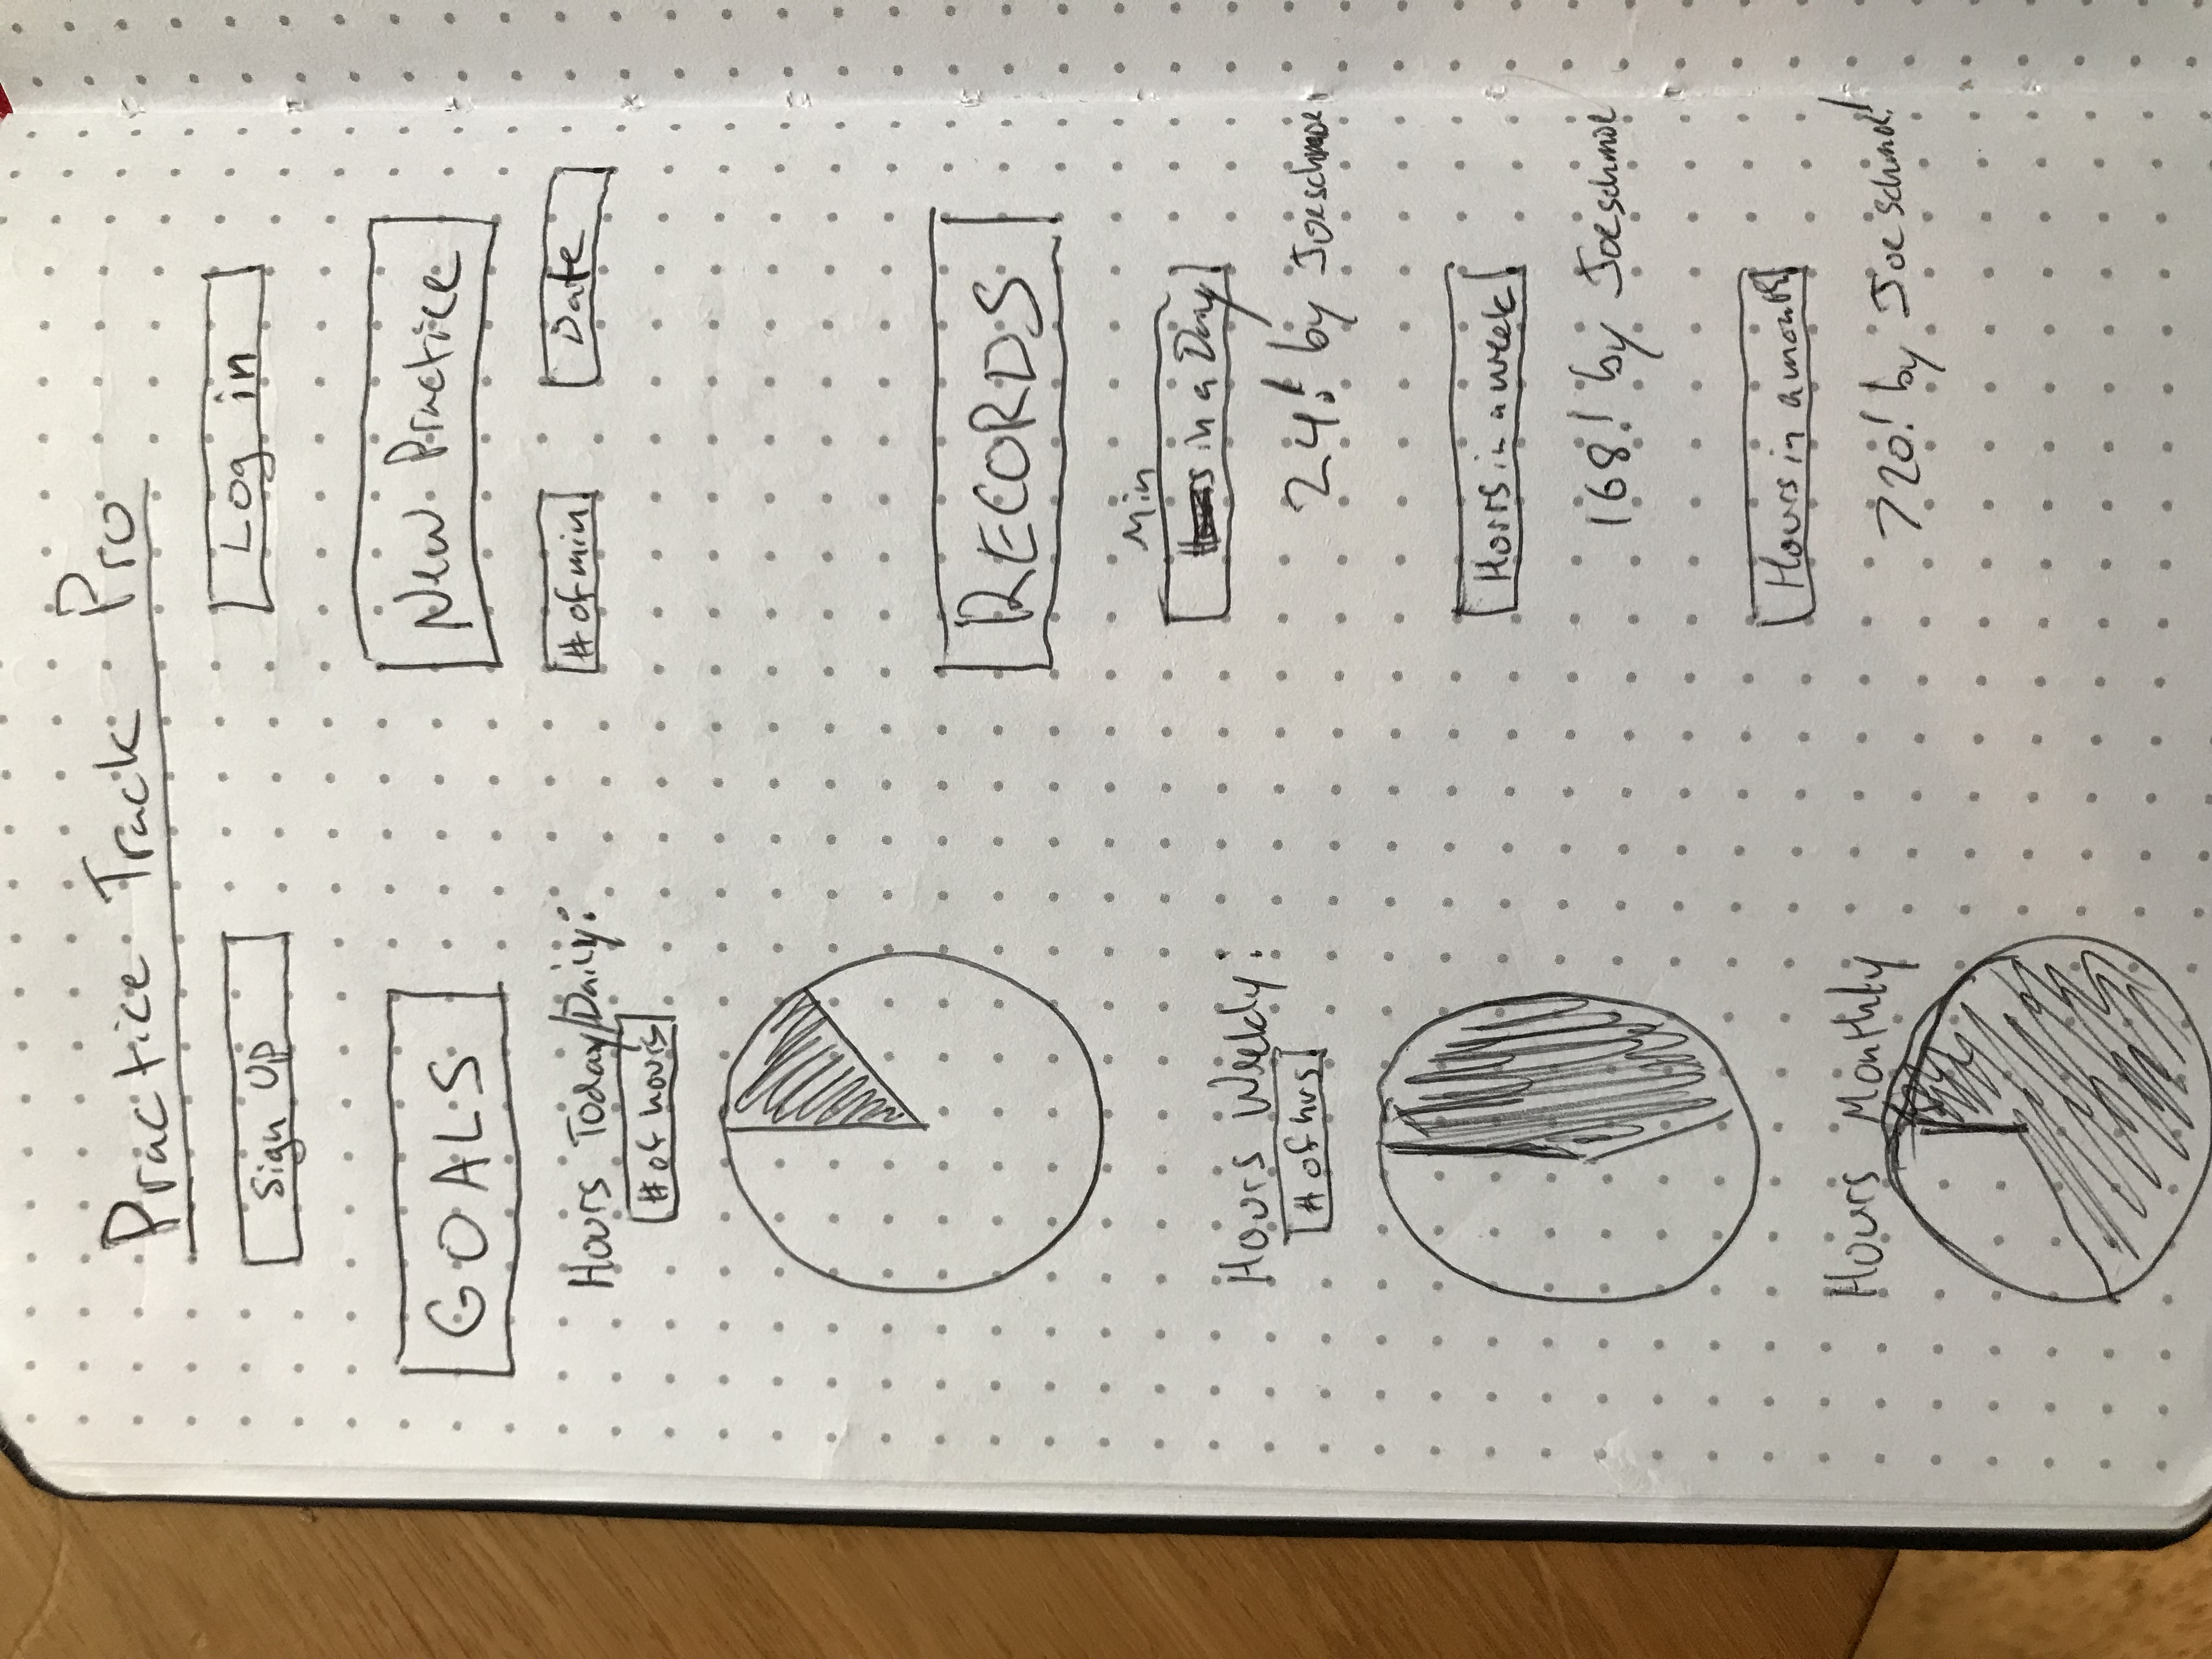 Practice Track Pro
Sign Up
Log in
GOALS
Hours Today/Daily:
# of hours
Hours Weekly:
# of hrs
Hours Monthly
New Practice
# of min
Date
RECORDS
Min
Hours in a Day
24! by Joeschmoe
Horrs in a week
168! by Joeschmoe
Hours in a month
720! by Joeschmoe!